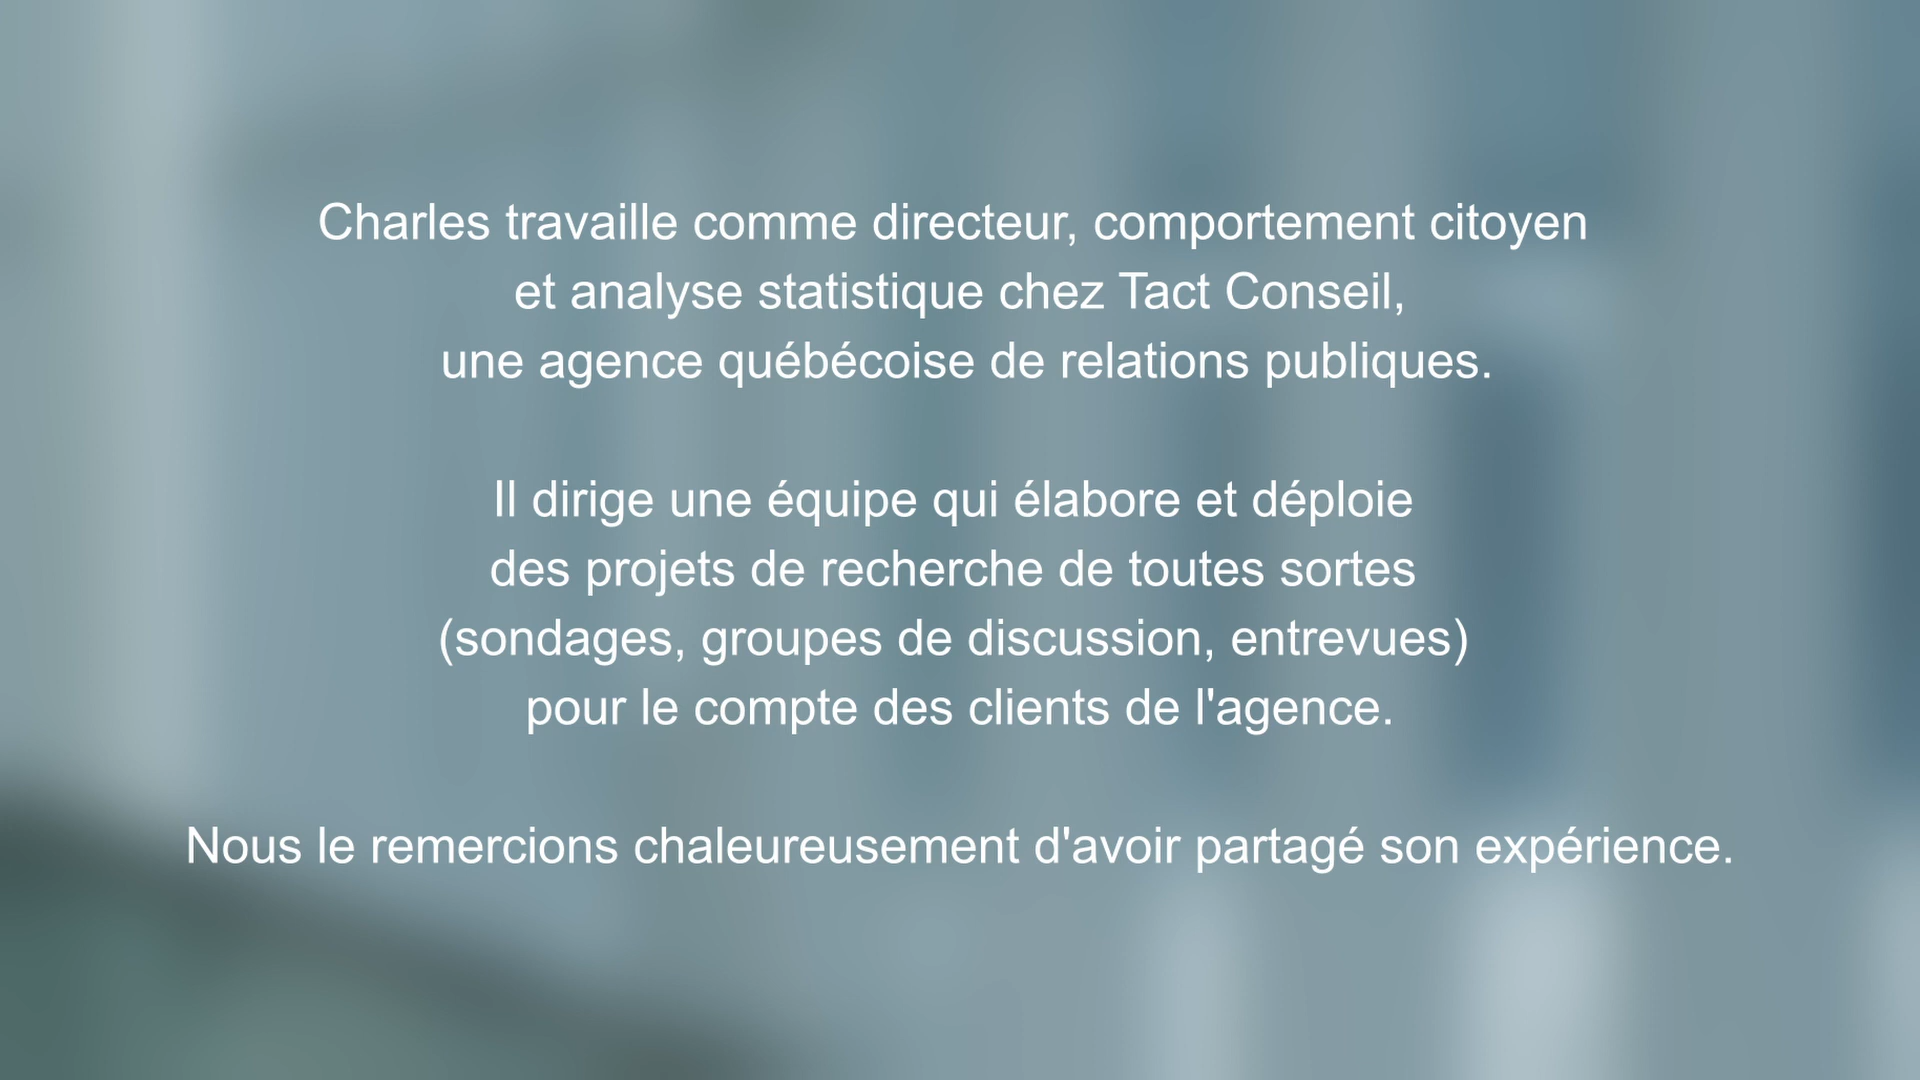 Charles travaille comme directeur, comportement citoyen
et analyse statistique chez Tact Conseil,
une agence québécoise de relations publiques.
Il dirige une équipe qui élabore et déploie
des projets de recherche de toutes sortes
(sondages, groupes de discussion, entrevues)
pour le compte des clients de l'agence.
Nous le remercions chaleureusement d'avoir partagé son expérience.